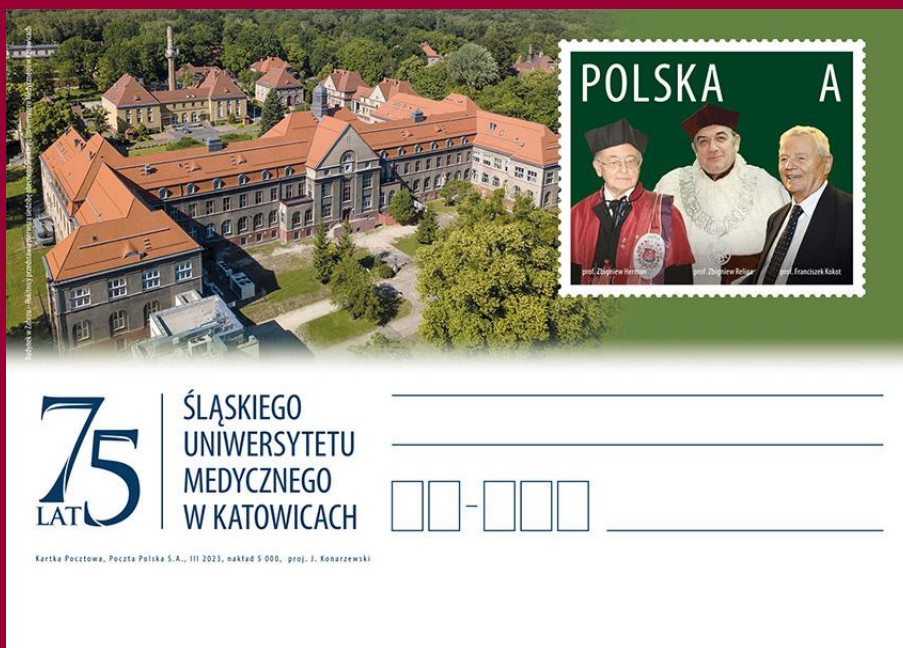 POLSKA A
prof. Zbigniew Herman
prof. Zbigniew Religa
prof. Franciszek Kokot
75
LAT
ŚLĄSKIEGO
UNIWERSYTETU
MEDYCZNEGO
W KATOWICACH
Kartka Pocztowa, Poczta Polska S.A., III 2023, nakład 5 000, proj. J. Konarzewski